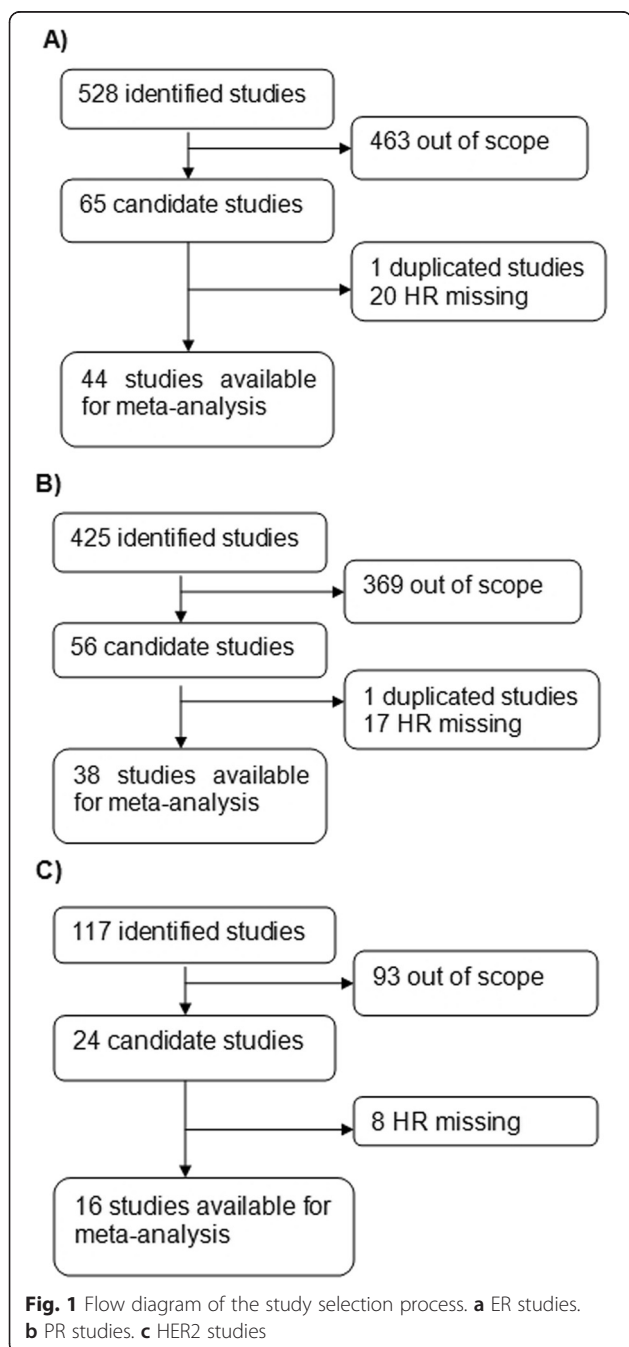 A)
528 identified studies
463 out of scope
65 candidate studies
1 duplicated studies
20 HR missing
44 studies available
for meta-analysis
B)
425 identified studies
369 out of scope
56 candidate studies
1 duplicated studies
17 HR missing
38 studies available
for meta-analysis
C)
117 identified studies
93 out of scope
24 candidate studies
8 HR missing
16 studies available for
meta-analysis
Fig. 1 Flow diagram of the study selection process. a ER studies.
b PR studies. c HER2 studies